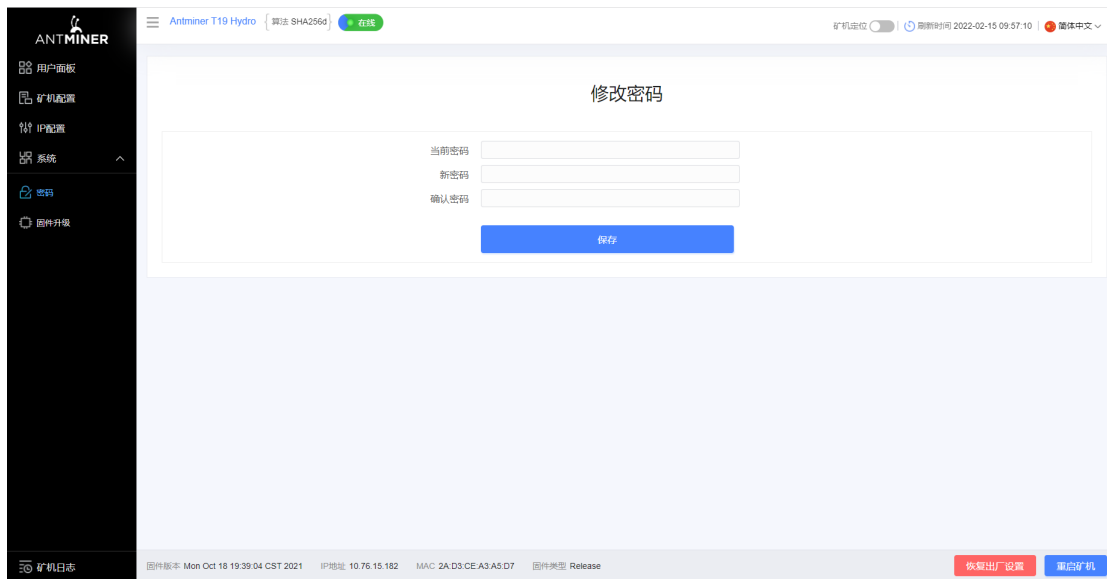 ANTMINER
Antminer T19 Hydro 算法 SHA256d 在线
矿机定位 刷新时间 2022-02-15 09:57:10 简体中文
用户面板
矿机配置
IP配置
系统
密码
固件升级
修改密码
当前密码
新密码
确认密码
保存
矿机日志
固件版本 Mon Oct 18 19:39:04 CST 2021 IP地址 10.76.15.182 MAC 2A:D3:CE:A3:A5:D7 固件类型 Release
恢复出厂设置 重启矿机